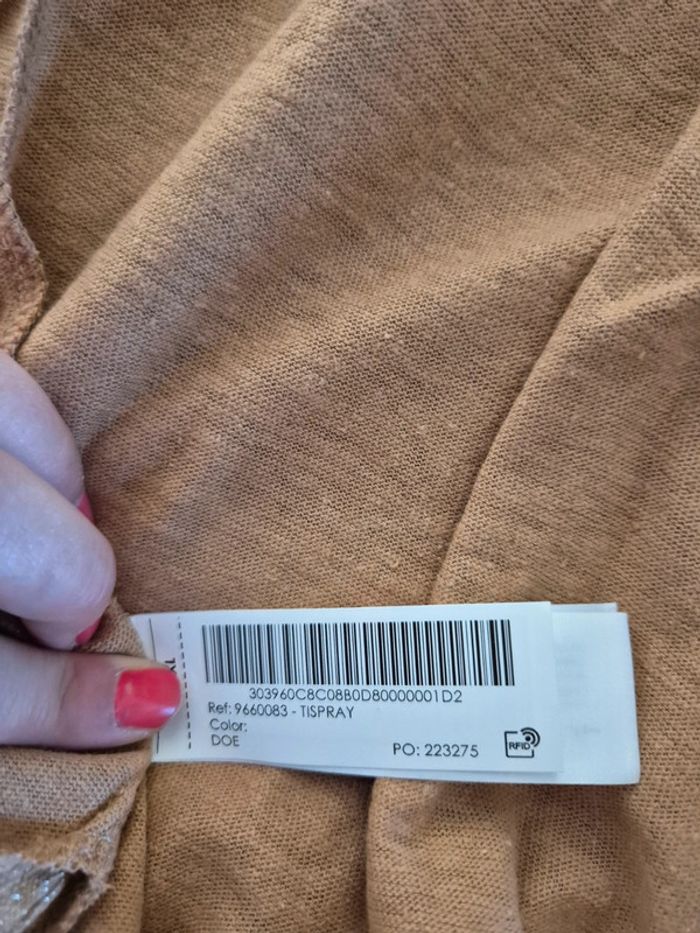 303960C8C08B0D80000001D2
Ref: 9660083 - TISPRAY
Color:
DOE
PO: 223275
RFID